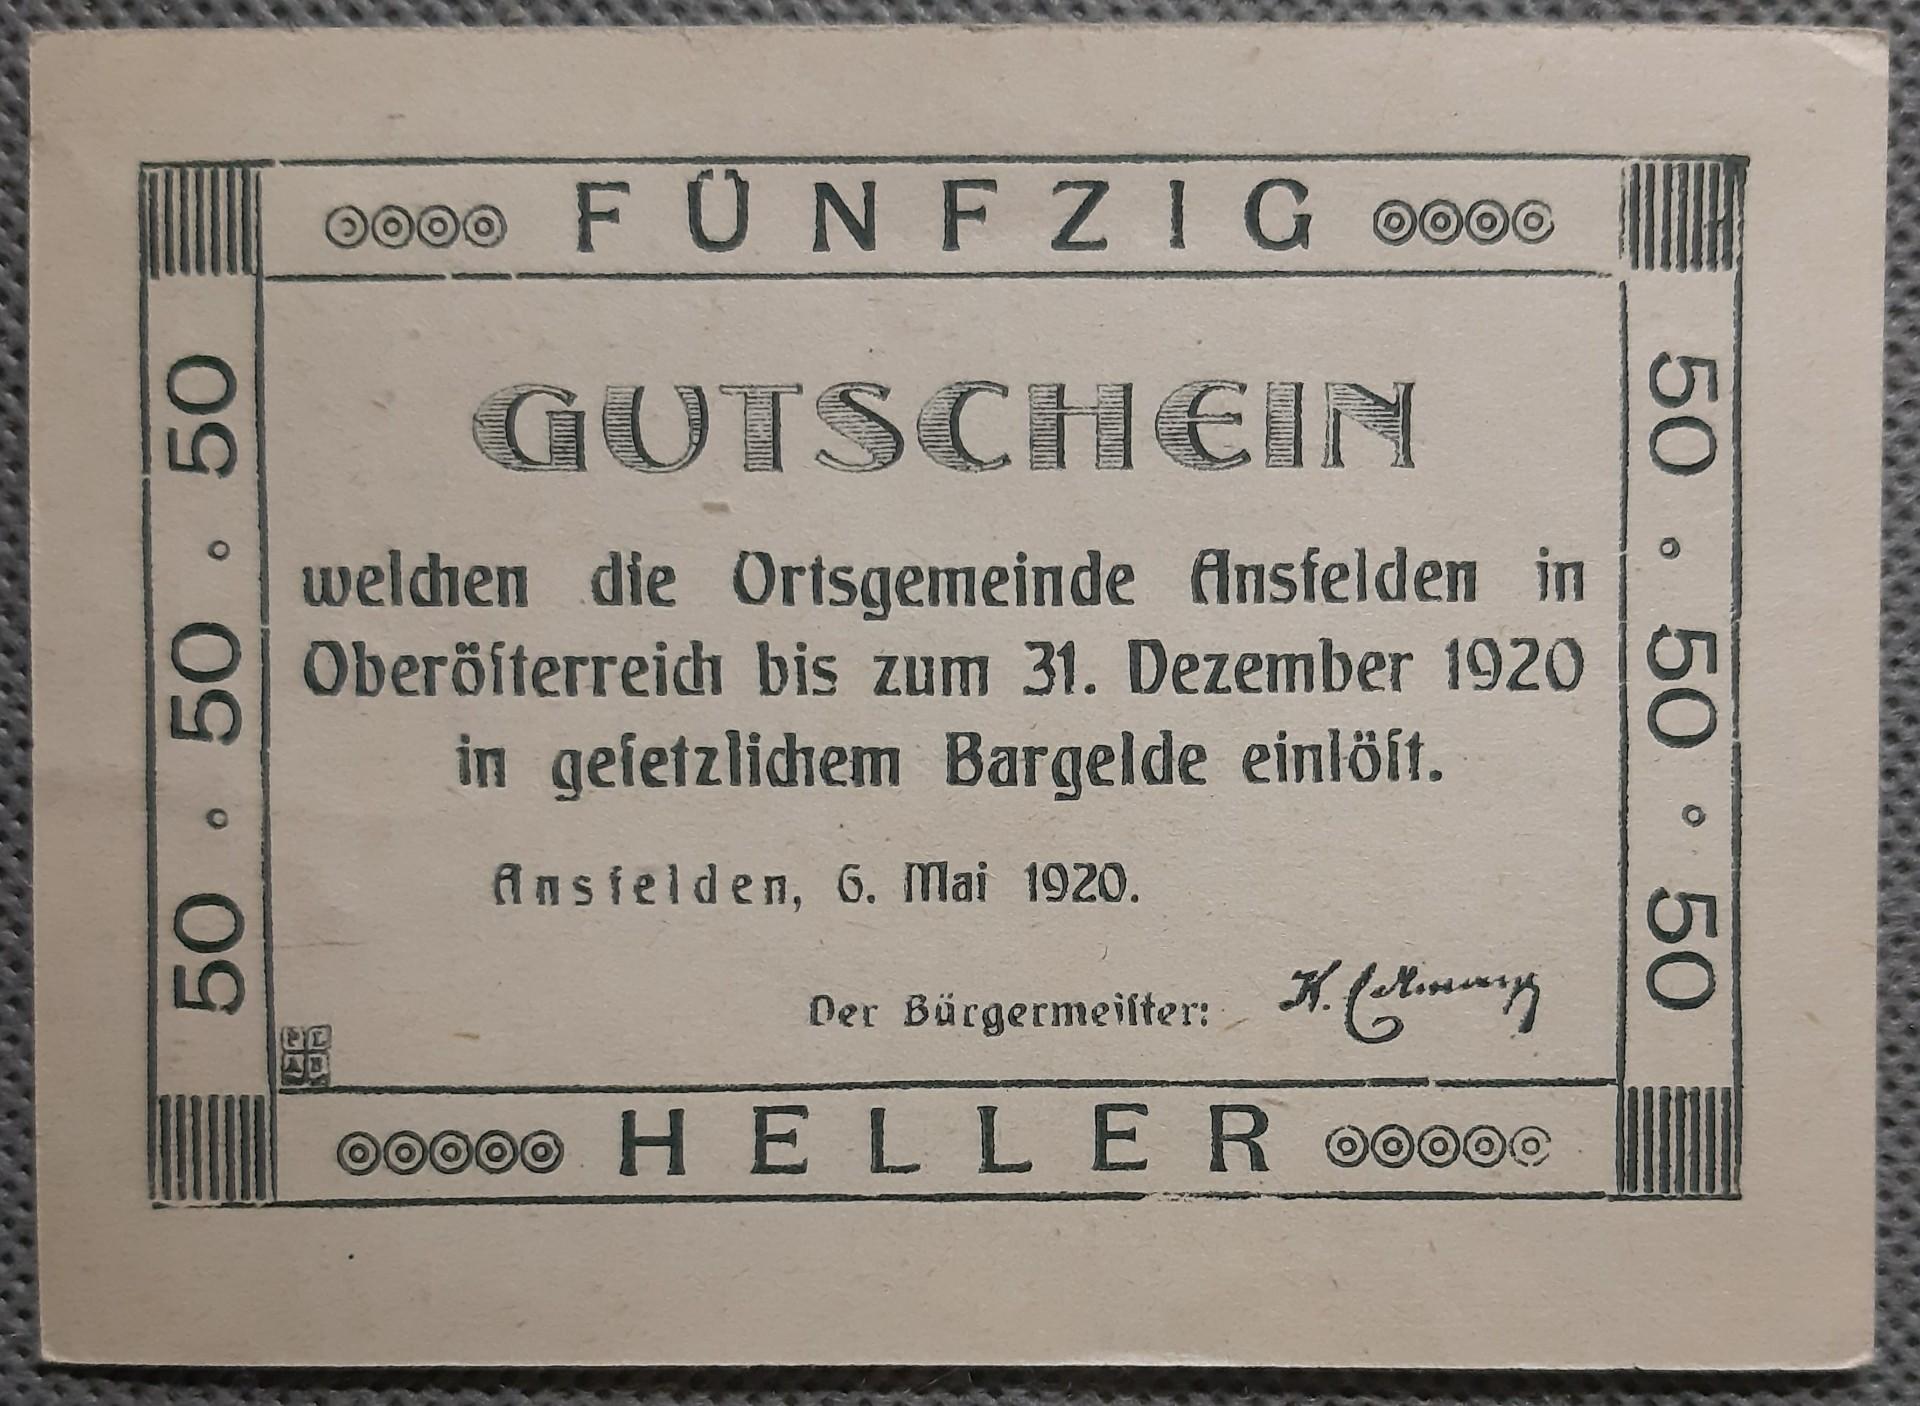 FÜNFZIG
50 · 50 · 50
50 · 50 · 50
GUTSCHEIN
welchen die Ortsgemeinde Ansfelden in
Oberöſterreich bis zum 31. Dezember 1920
in geſetzlichem Bargelde einlöſt.
Ansfelden, 6. Mai 1920.
Der Bürgermeiſter: K.
HELLER